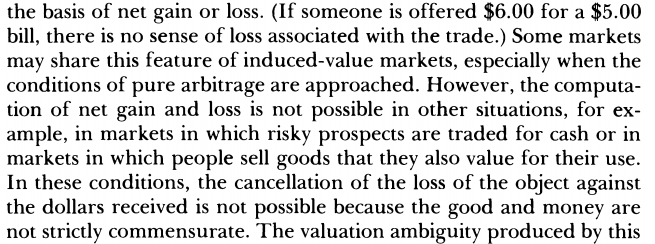 the basis of net gain or loss. (If someone is offered $6.00 for a $5.00
bill, there is no sense of loss associated with the trade.) Some markets
may share this feature of induced-value markets, especially when the
conditions of pure arbitrage are approached. However, the computa-
tion of net gain and loss is not possible in other situations, for ex-
ample, in markets in which risky prospects are traded for cash or in
markets in which people sell goods that they also value for their use.
In these conditions, the cancellation of the loss of the object against
the dollars received is not possible because the good and money are
not strictly commensurate. The valuation ambiguity produced by this